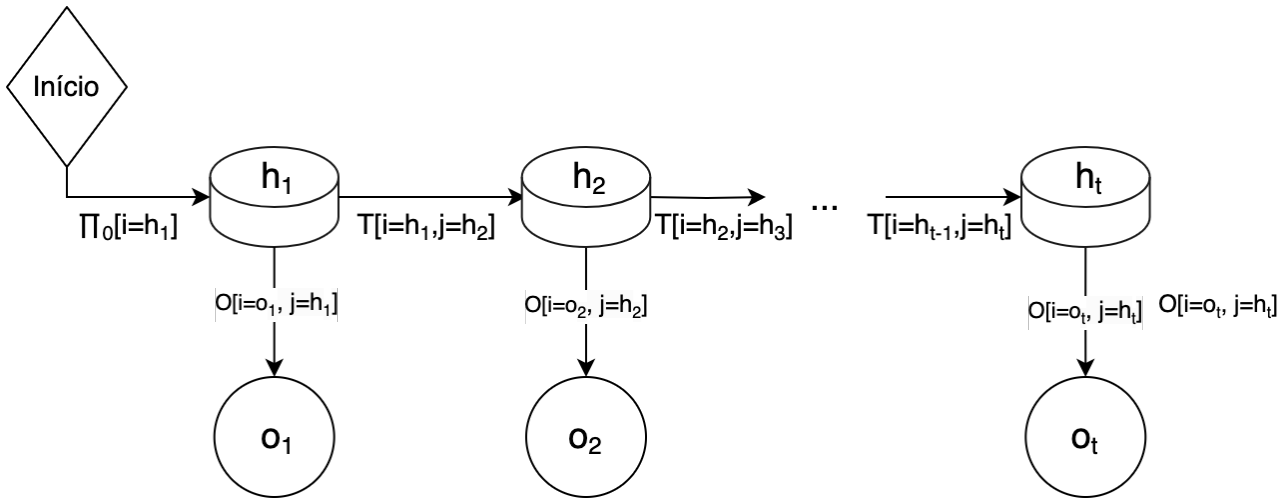 Início
h₁
h₂
hₜ
...
∏₀[i=h₁]
T[i=h₁,j=h₂]
T[i=h₂,j=h₃]
T[i=hₜ₋₁,j=hₜ]
O[i=o₁, j=h₁]
O[i=o₂, j=h₂]
O[i=oₜ, j=hₜ]
O[i=oₜ, j=hₜ]
o₁
o₂
oₜ